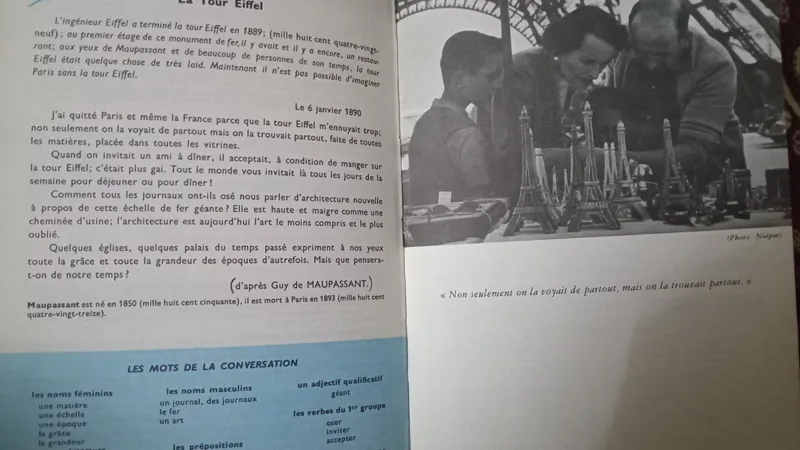 La Tour Eiffel
L'ingénieur Eiffel a terminé la tour Eiffel en 1889; (mille huit cent quatre-vingt-
neuf) ; au premier étage de ce monument de fer, il y avait et il y a encore, un restau-
rant; aux yeux de Maupassant et de beaucoup de personnes de son temps, la tour
Eiffel était quelque chose de très laid. Maintenant il n'est pas possible d'imaginer
Paris sans la tour Eiffel.
Le 6 janvier 1890
J'ai quitté Paris et même la France parce que la tour Eiffel m'ennuyait trop;
non seulement on la voyait de partout mais on la trouvait partout, faite de toutes
les matières, placée dans toutes les vitrines.
Quand on invitait un ami à dîner, il acceptait, à condition de manger sur
la tour Eiffel; c'était plus gai. Tout le monde vous invitait là tous les jours de la
semaine pour déjeuner ou pour dîner !
Comment tous les journaux ont-ils osé nous parler d'architecture nouvelle
à propos de cette échelle de fer géante ? Elle est haute et maigre comme une
cheminée d'usine; l'architecture est aujourd'hui l'art le moins compris et le plus
oublié.
Quelques églises, quelques palais du temps passé expriment à nos yeux
toute la grâce et toute la grandeur des époques d'autrefois. Mais que pensera-
t-on de notre temps ?
(d'après Guy de MAUPASSANT.)
Maupassant est né en 1850 (mille huit cent cinquante), il est mort à Paris en 1893 (mille huit cent
quatre-vingt-treize).
LES MOTS DE LA CONVERSATION
les noms féminins
une matière
une échelle
une époque
la grâce
la grandeur
les noms masculins
un journal, des journaux
le fer
un art
les prépositions
un adjectif qualificatif
géant
les verbes du 1er groupe
oser
inviter
accepter
(Photo Niepce)
« Non seulement on la voyait de partout, mais on la trouvait partout. »